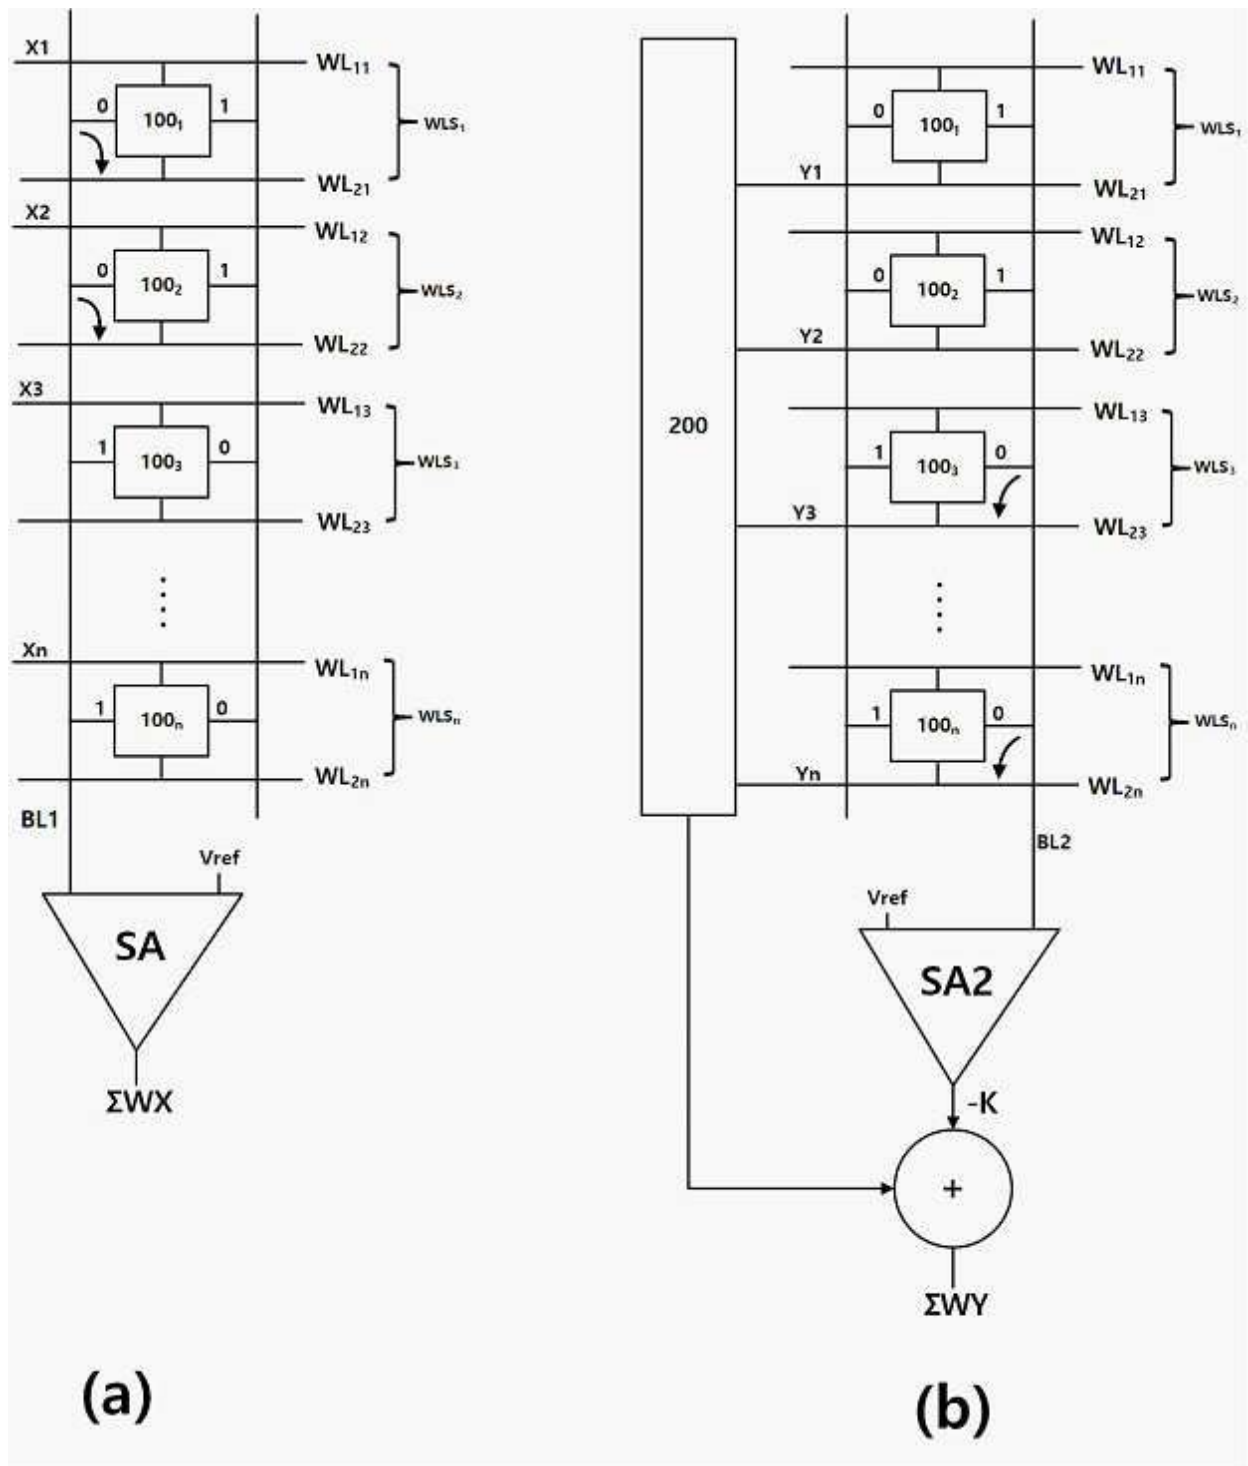 X1
WL₁₁
0
100₁
1
WLS₁
WL₂₁
X2
WL₁₂
0
100₂
1
WLS₂
WL₂₂
X3
WL₁₃
1
100₃
0
WLS₃
WL₂₃
Xn
WL₁ₙ
1
100ₙ
0
WLSₙ
WL₂ₙ
BL1
Vref
SA
ΣWX
(a)
200
WL₁₁
0
100₁
1
WLS₁
Y1
WL₂₁
WL₁₂
0
100₂
1
WLS₂
Y2
WL₂₂
WL₁₃
1
100₃
0
WLS₃
Y3
WL₂₃
WL₁ₙ
1
100ₙ
0
WLSₙ
Yn
WL₂ₙ
BL2
Vref
SA2
-K
+
ΣWY
(b)